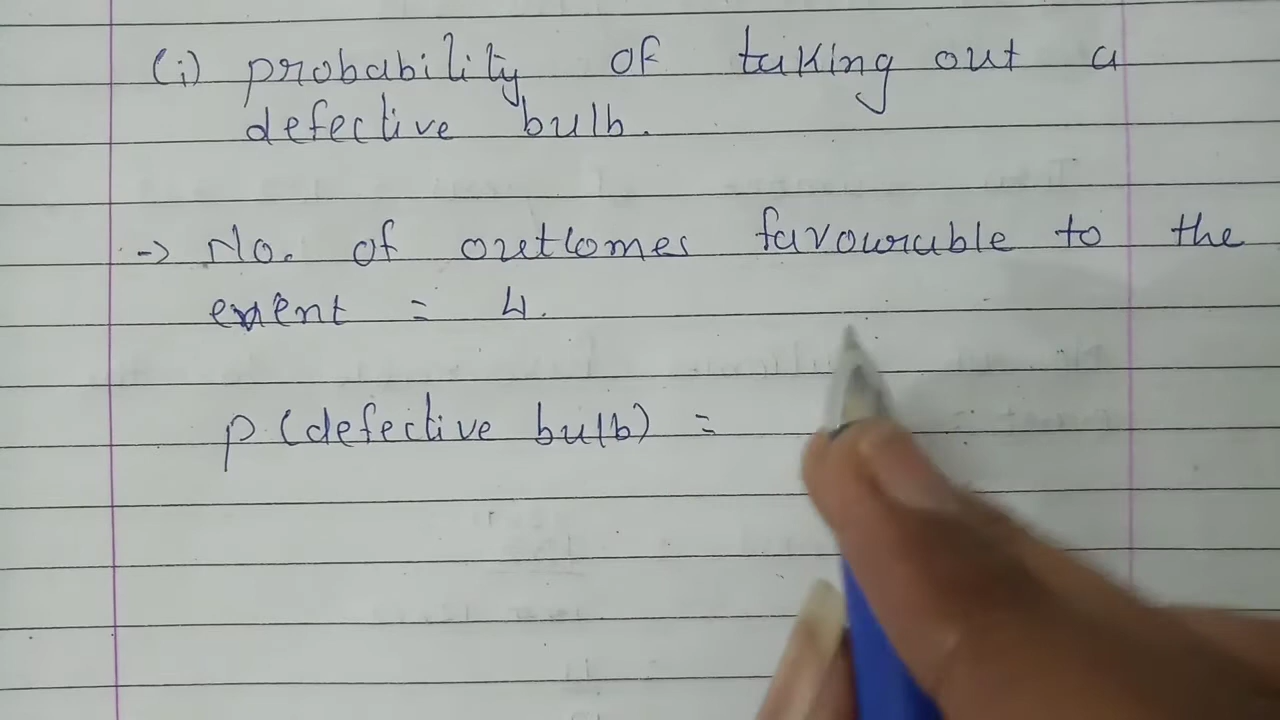 (i) probability of taking out a
defective bulb.
-> No. of outcomes favourable to the
event = 4.
p (defective bulb) =